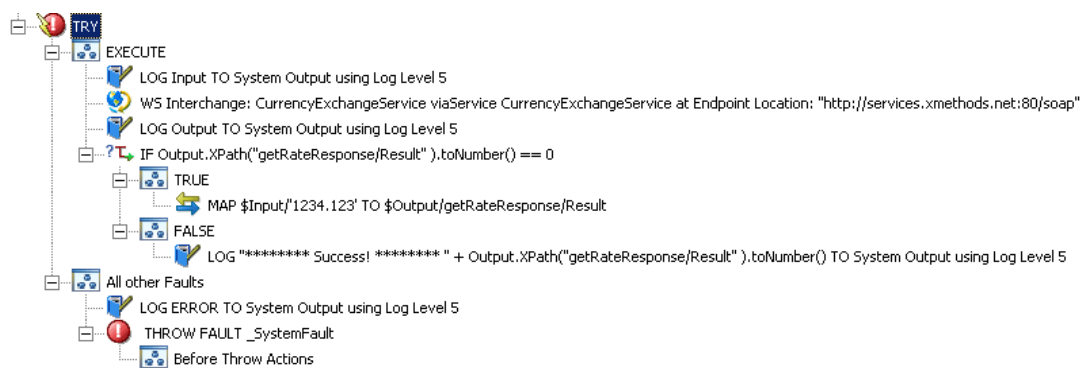 TRY
EXECUTE
LOG Input TO System Output using Log Level 5
WS Interchange: CurrencyExchangeService viaService CurrencyExchangeService at Endpoint Location: "http://services.xmethods.net:80/soap"
LOG Output TO System Output using Log Level 5
IF Output.XPath("getRateResponse/Result" ).toNumber() == 0
TRUE
MAP $Input/'1234.123' TO $Output/getRateResponse/Result
FALSE
LOG "******** Success! ******** " + Output.XPath("getRateResponse/Result" ).toNumber() TO System Output using Log Level 5
All other Faults
LOG ERROR TO System Output using Log Level 5
THROW FAULT _SystemFault
Before Throw Actions